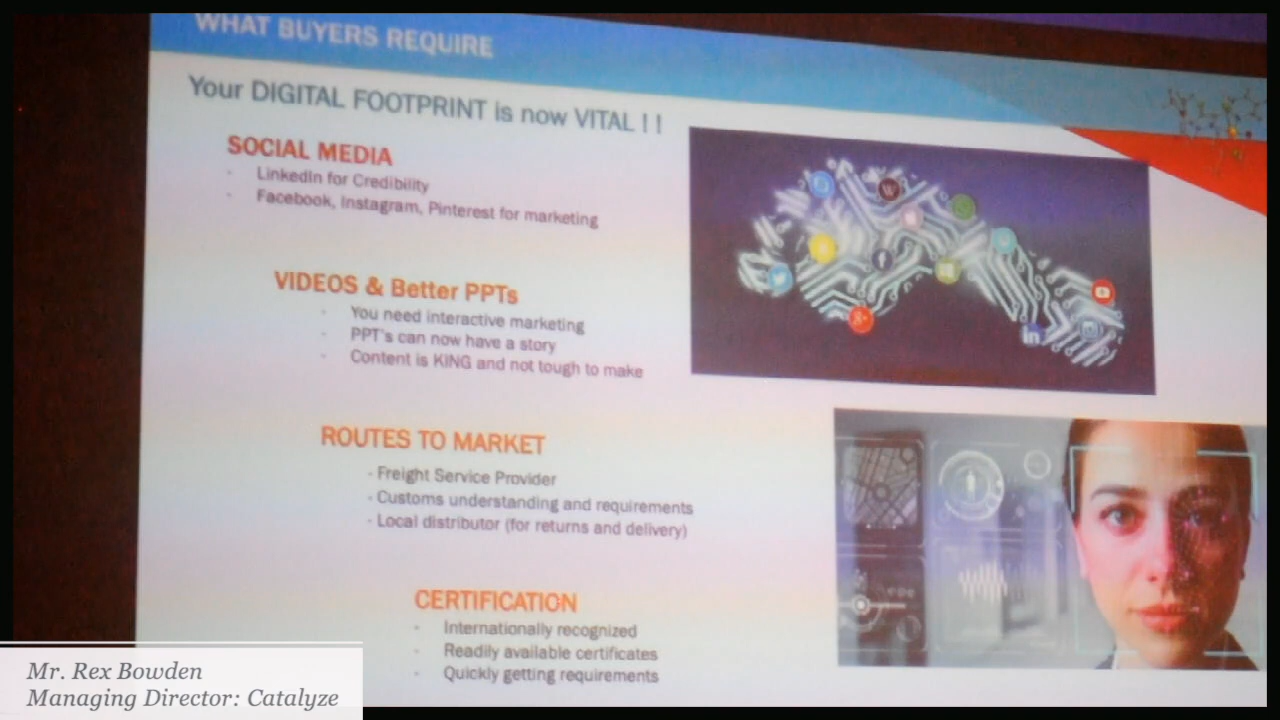 WHAT BUYERS REQUIRE
Your DIGITAL FOOTPRINT is now VITAL ! !
SOCIAL MEDIA
- LinkedIn for Credibility
- Facebook, Instagram, Pinterest for marketing
VIDEOS & Better PPTs
- You need interactive marketing
- PPT's can now have a story
- Content is KING and not tough to make
ROUTES TO MARKET
- Freight Service Provider
- Customs understanding and requirements
- Local distributor (for returns and delivery)
CERTIFICATION
- Internationally recognized
- Readily available certificates
- Quickly getting requirements
in
Mr. Rex Bowden
Managing Director: Catalyze